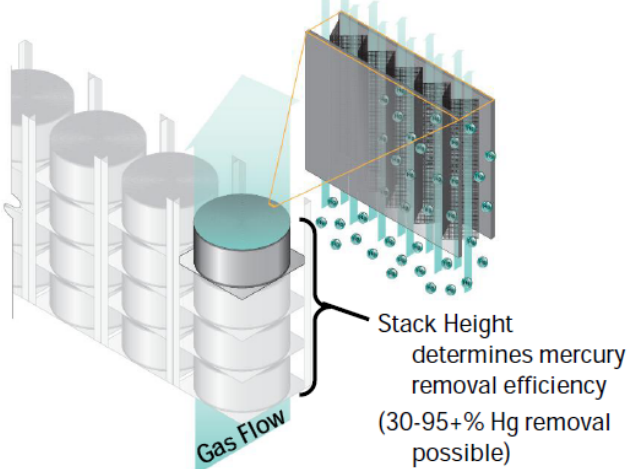 Stack Height
determines mercury
removal efficiency
(30-95+% Hg removal
possible)
Gas Flow